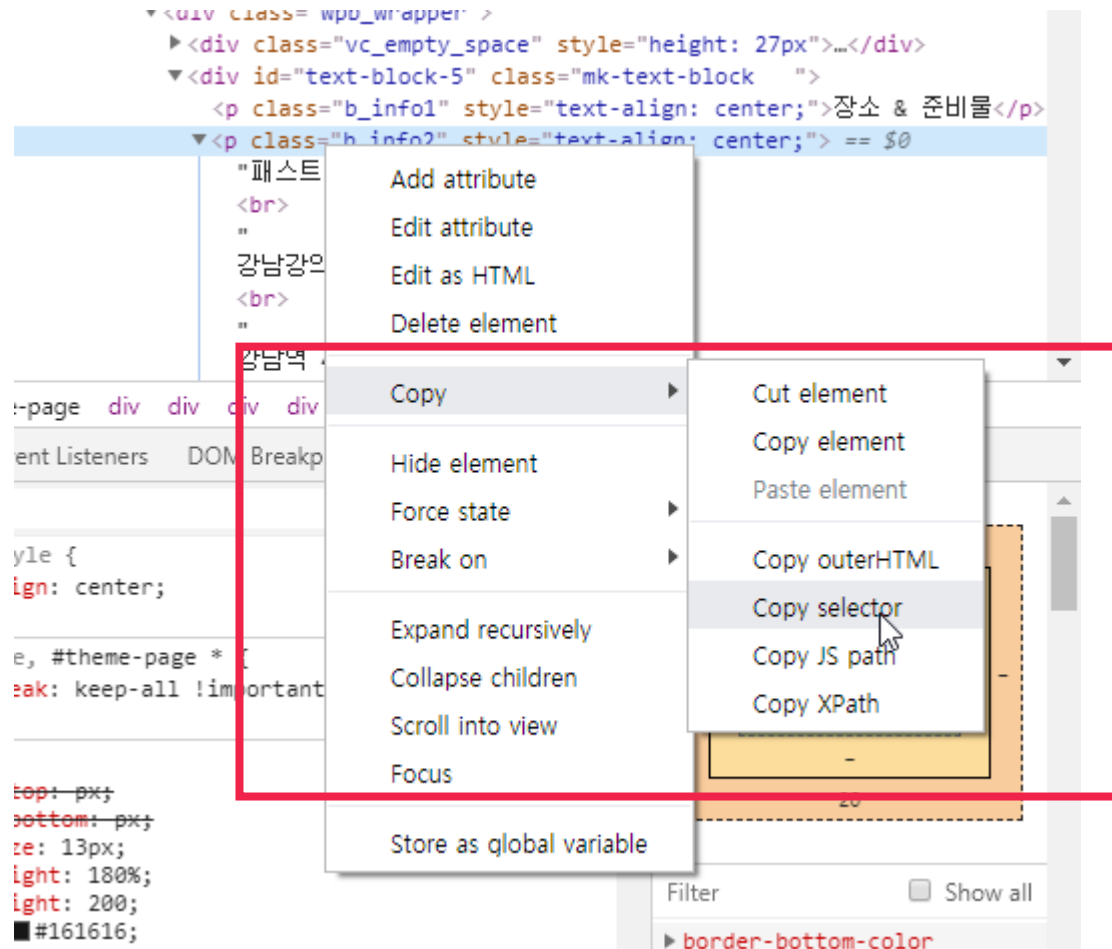 ▼<div class="wpb_wrapper">
▶<div class="vc_empty_space" style="height: 27px">…</div>
▼<div id="text-block-5" class="mk-text-block   ">
<p class="b_info1" style="text-align: center;">장소 & 준비물</p>
▼<p class="b_info2" style="text-align: center;"> == $0
"패스트
<br>
"
강남강의
<br>
"
강남역
Add attribute
Edit attribute
Edit as HTML
Delete element
Copy
Hide element
Force state
Break on
Expand recursively
Collapse children
Scroll into view
Focus
Store as global variable
Cut element
Copy element
Paste element
Copy outerHTML
Copy selector
Copy JS path
Copy XPath
e-page div div div div
ent Listeners DOM Breakp
yle {
ign: center;
e, #theme-page * {
eak: keep-all !important
top: px;
bottom: px;
ze: 13px;
ight: 180%;
ight: 200;
#161616;
-
-
20
Filter Show all
▶ border-bottom-color